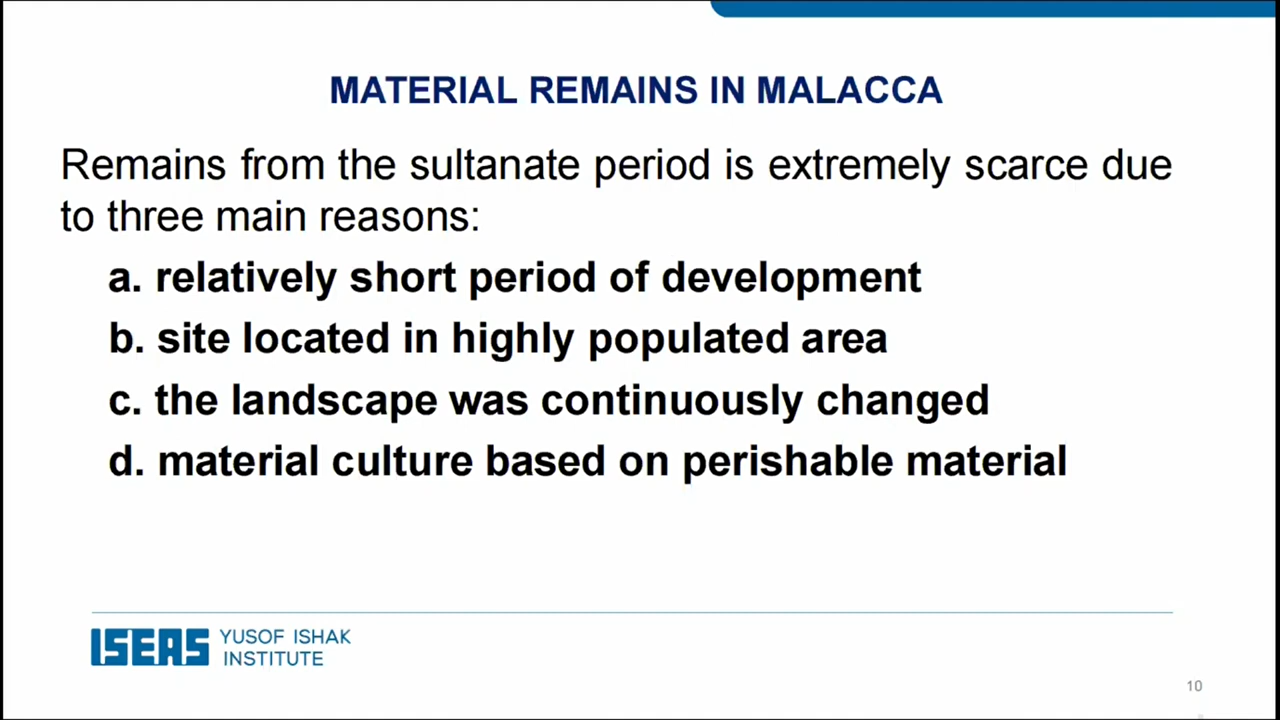 MATERIAL REMAINS IN MALACCA
Remains from the sultanate period is extremely scarce due
to three main reasons:
a. relatively short period of development
b. site located in highly populated area
c. the landscape was continuously changed
d. material culture based on perishable material
ISEAS YUSOF ISHAK
INSTITUTE
10